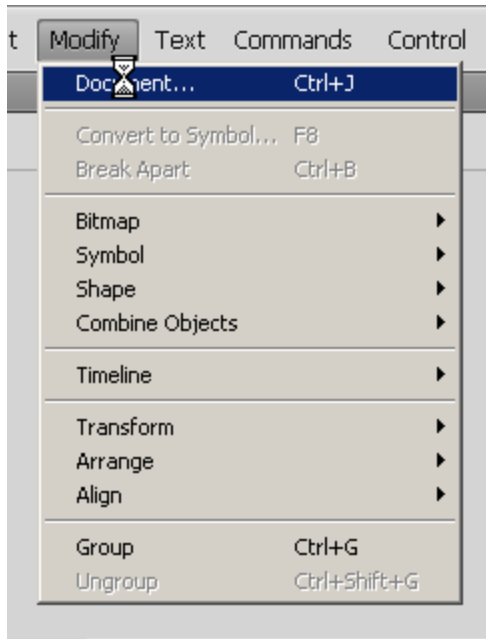 t Modify Text Commands Control
Document... Ctrl+J
Convert to Symbol... F8
Break Apart Ctrl+B
Bitmap
Symbol
Shape
Combine Objects
Timeline
Transform
Arrange
Align
Group Ctrl+G
Ungroup Ctrl+Shift+G